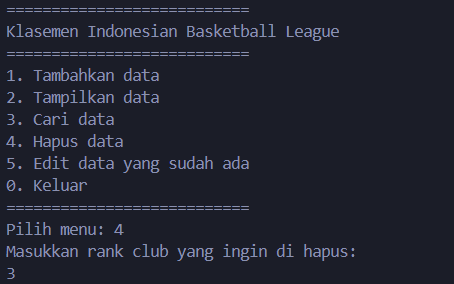 ===========================
Klasemen Indonesian Basketball League
===========================
1. Tambahkan data
2. Tampilkan data
3. Cari data
4. Hapus data
5. Edit data yang sudah ada
0. Keluar
===========================
Pilih menu: 4
Masukkan rank club yang ingin di hapus:
3